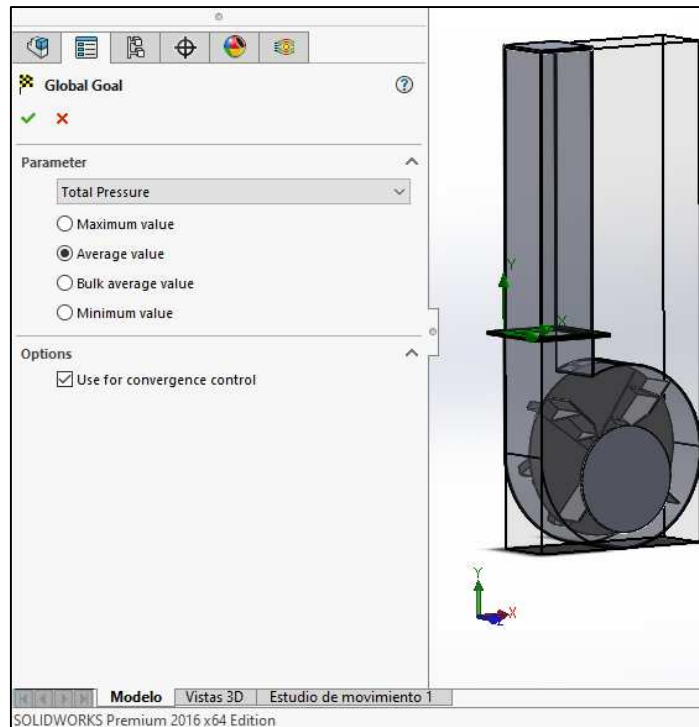 Global Goal
Parameter
Total Pressure
Maximum value
Average value
Bulk average value
Minimum value
Options
Use for convergence control
Y
X
Y
X
Z
Modelo
Vistas 3D
Estudio de movimiento 1
SOLIDWORKS Premium 2016 x64 Edition